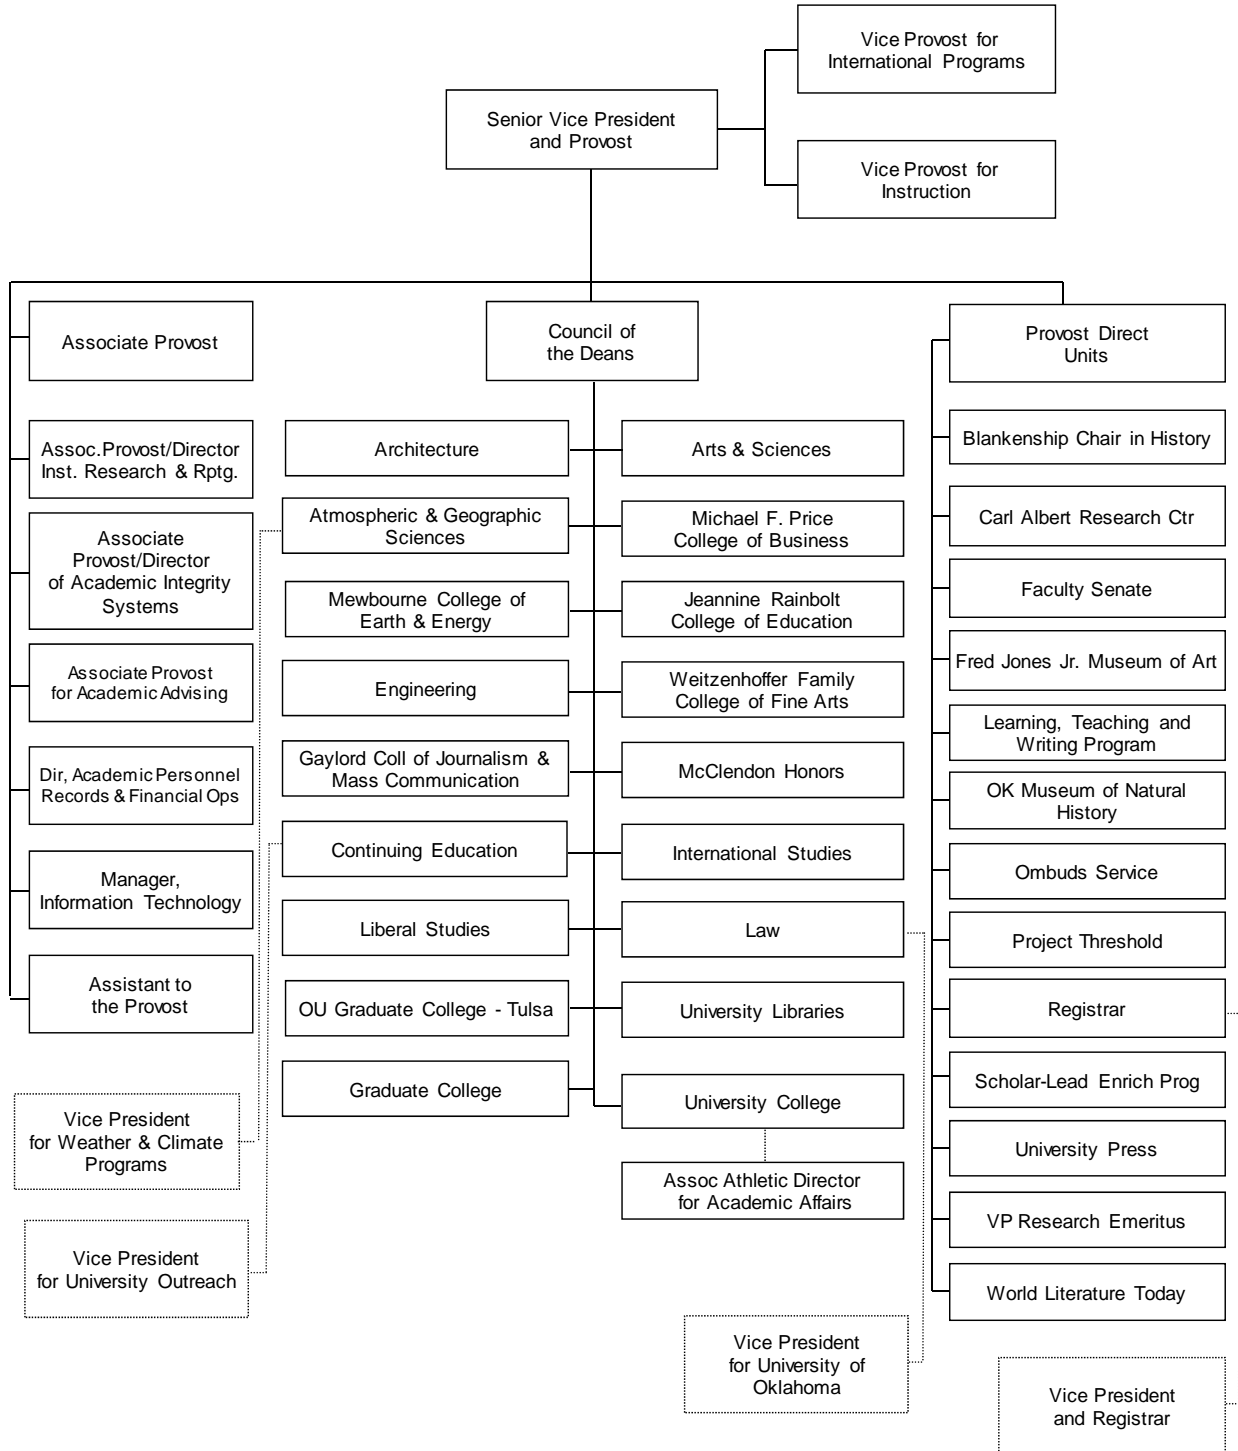 Vice Provost for
International Programs
Senior Vice President
and Provost
Vice Provost for
Instruction
Associate Provost
Council of
the Deans
Provost Direct
Units
Assoc.Provost/Director
Inst. Research & Rptg.
Associate
Provost/Director
of Academic Integrity
Systems
Associate Provost
for Academic Advising
Dir, Academic Personnel
Records & Financial Ops
Manager,
Information Technology
Assistant to
the Provost
Vice President
for Weather & Climate
Programs
Vice President
for University Outreach
Architecture
Arts & Sciences
Atmospheric & Geographic
Sciences
Michael F. Price
College of Business
Mewbourne College of
Earth & Energy
Jeannine Rainbolt
College of Education
Engineering
Weitzenhoffer Family
College of Fine Arts
Gaylord Coll of Journalism &
Mass Communication
McClendon Honors
Continuing Education
International Studies
Liberal Studies
Law
OU Graduate College - Tulsa
University Libraries
Graduate College
University College
Assoc Athletic Director
for Academic Affairs
Vice President
for University of
Oklahoma
Blankenship Chair in History
Carl Albert Research Ctr
Faculty Senate
Fred Jones Jr. Museum of Art
Learning, Teaching and
Writing Program
OK Museum of Natural
History
Ombuds Service
Project Threshold
Registrar
Scholar-Lead Enrich Prog
University Press
VP Research Emeritus
World Literature Today
Vice President
and Registrar